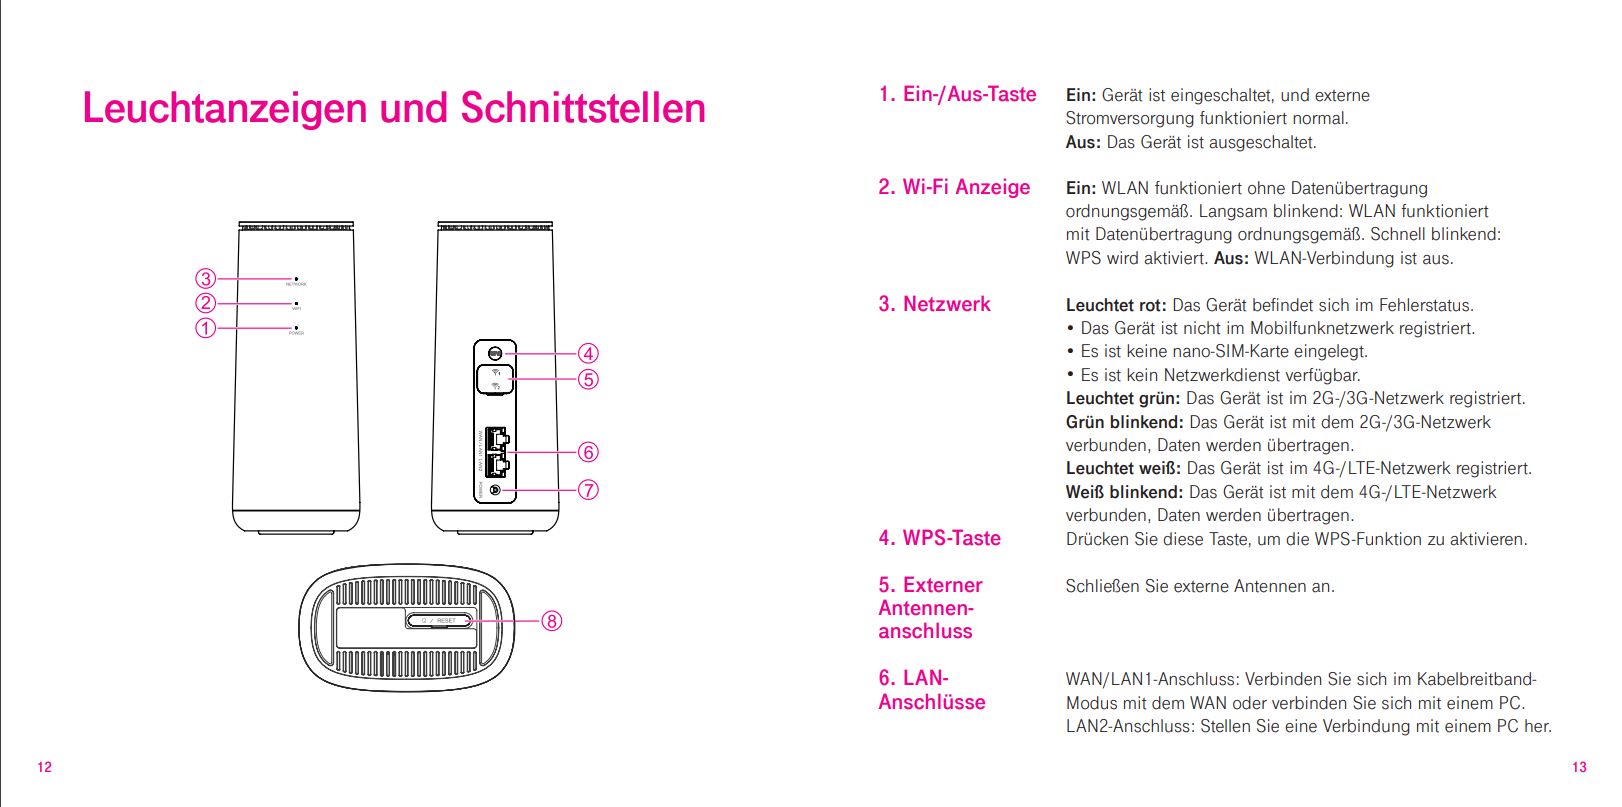 Leuchtanzeigen und Schnittstellen
3
NETWORK
2
WIFI
1
POWER
4
WPS
5
1
2
6
WAN/LAN1 LAN2
7
POWER
8
/ RESET
12
1. Ein-/Aus-Taste
Ein: Gerät ist eingeschaltet, und externe
Stromversorgung funktioniert normal.
Aus: Das Gerät ist ausgeschaltet.
2. Wi-Fi Anzeige
Ein: WLAN funktioniert ohne Datenübertragung
ordnungsgemäß. Langsam blinkend: WLAN funktioniert
mit Datenübertragung ordnungsgemäß. Schnell blinkend:
WPS wird aktiviert. Aus: WLAN-Verbindung ist aus.
3. Netzwerk
Leuchtet rot: Das Gerät befindet sich im Fehlerstatus.
• Das Gerät ist nicht im Mobilfunknetzwerk registriert.
• Es ist keine nano-SIM-Karte eingelegt.
• Es ist kein Netzwerkdienst verfügbar.
Leuchtet grün: Das Gerät ist im 2G-/3G-Netzwerk registriert.
Grün blinkend: Das Gerät ist mit dem 2G-/3G-Netzwerk
verbunden, Daten werden übertragen.
Leuchtet weiß: Das Gerät ist im 4G-/LTE-Netzwerk registriert.
Weiß blinkend: Das Gerät ist mit dem 4G-/LTE-Netzwerk
verbunden, Daten werden übertragen.
4. WPS-Taste
Drücken Sie diese Taste, um die WPS-Funktion zu aktivieren.
5. Externer
Antennen-
anschluss
Schließen Sie externe Antennen an.
6. LAN-
Anschlüsse
WAN/LAN1-Anschluss: Verbinden Sie sich im Kabelbreitband-
Modus mit dem WAN oder verbinden Sie sich mit einem PC.
LAN2-Anschluss: Stellen Sie eine Verbindung mit einem PC her.
13